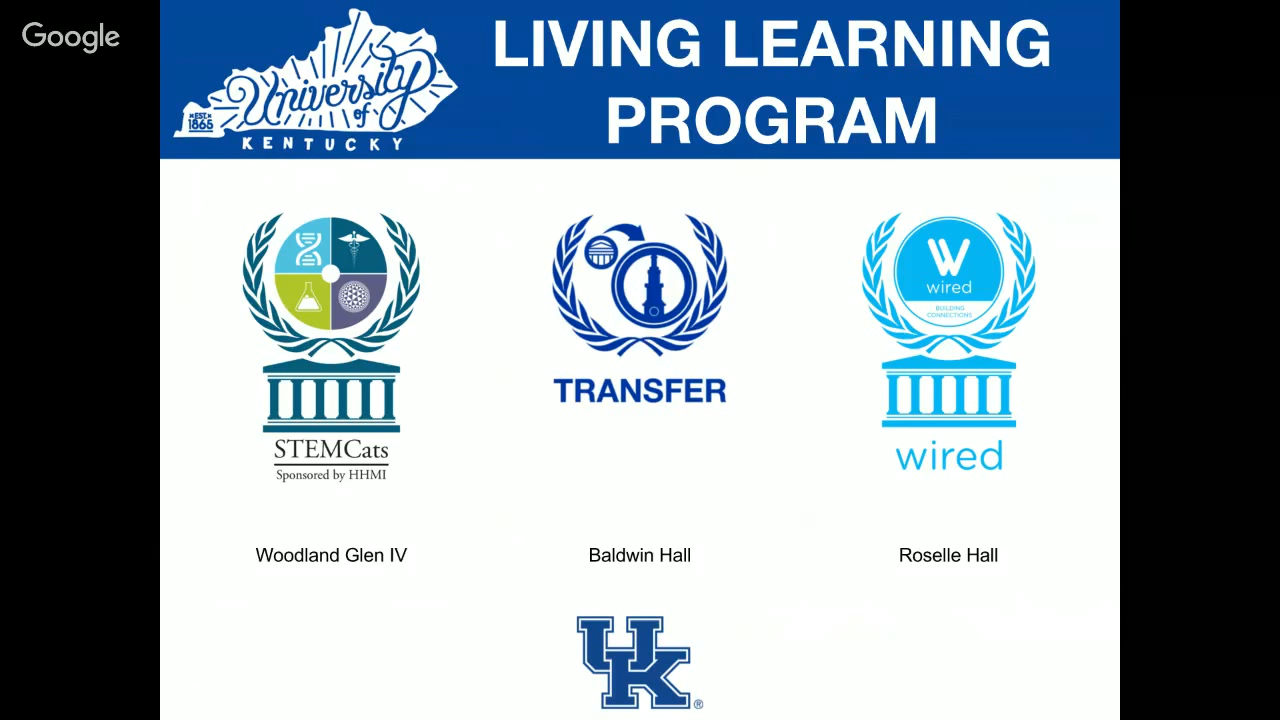 Google
University
of
KENTUCKY
EST.
1865
LIVING LEARNING
PROGRAM
STEMCats
Sponsored by HHMI
TRANSFER
W
wired
BUILDING
CONNECTIONS
wired
Woodland Glen IV
Baldwin Hall
Roselle Hall
UK®